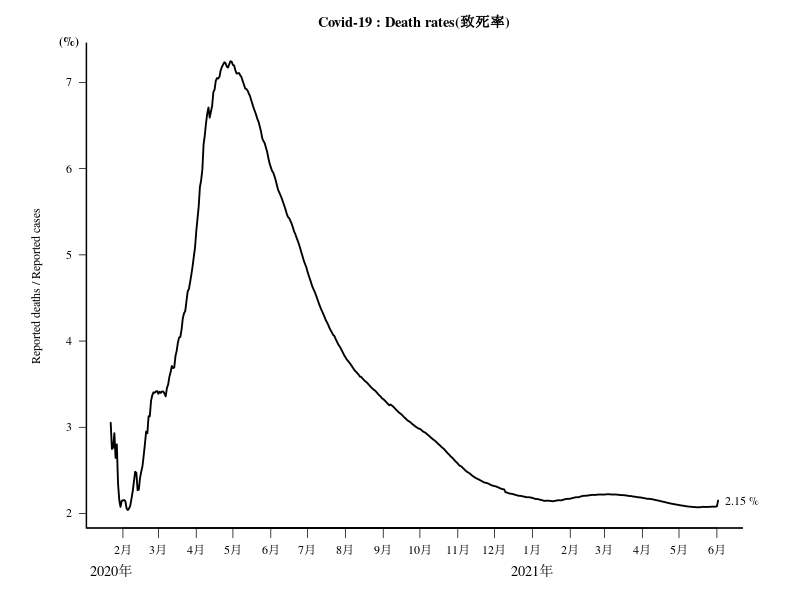 Covid-19 : Death rates(致死率)
(%)
7
6
5
4
3
2
Reported deaths / Reported cases
2.15 %
2月 3月 4月 5月 6月 7月 8月 9月 10月 11月 12月 1月 2月 3月 4月 5月 6月
2020年 2021年